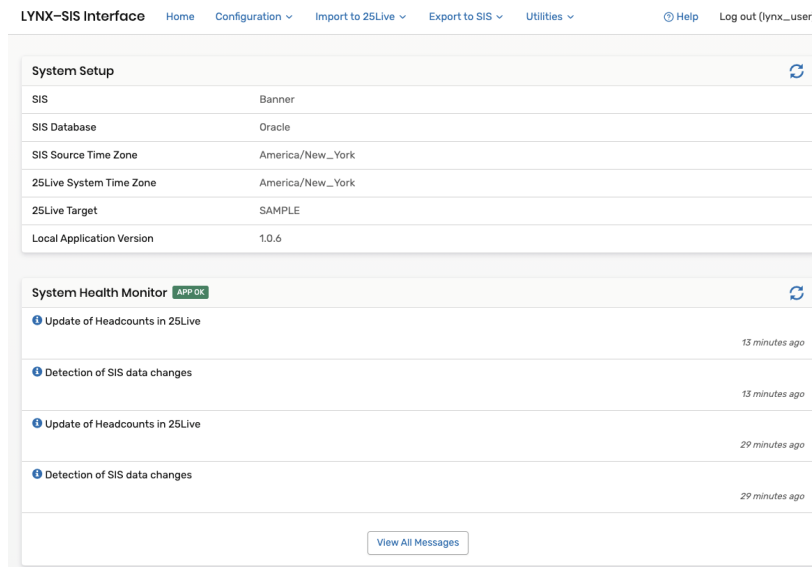 LYNX–SIS Interface Home Configuration Import to 25Live Export to SIS Utilities Help Log out (lynx_user
System Setup
SIS Banner
SIS Database Oracle
SIS Source Time Zone America/New_York
25Live System Time Zone America/New_York
25Live Target SAMPLE
Local Application Version 1.0.6
System Health Monitor APP OK
Update of Headcounts in 25Live
13 minutes ago
Detection of SIS data changes
13 minutes ago
Update of Headcounts in 25Live
29 minutes ago
Detection of SIS data changes
29 minutes ago
View All Messages